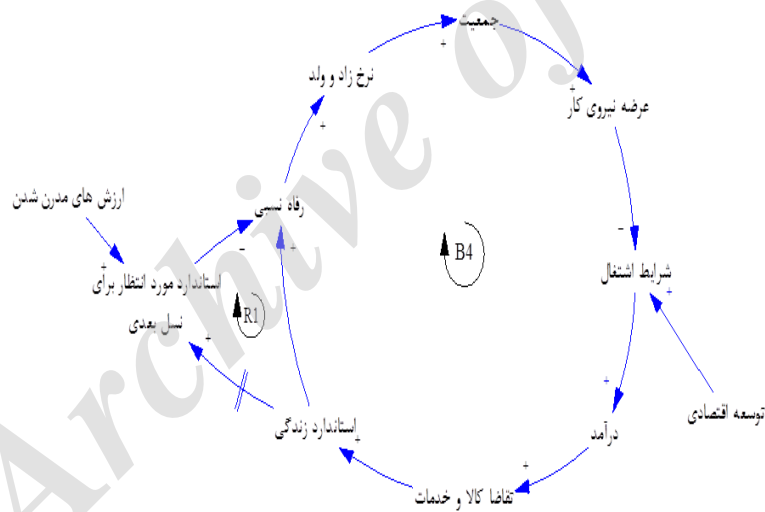 Archive of
جمعیت
نرخ زاد و ولد
عرضه نیروی کار
رفاه نسبی
ارزش های مدرن شدن
B4
شرایط اشتغال
استاندارد مورد انتظار برای
نسل بعدی
R1
توسعه اقتصادی
استاندارد زندگی
درآمد
تقاضا کالا و خدمات
+
+
+
-
+
+
+
+
+
-
+
+
+